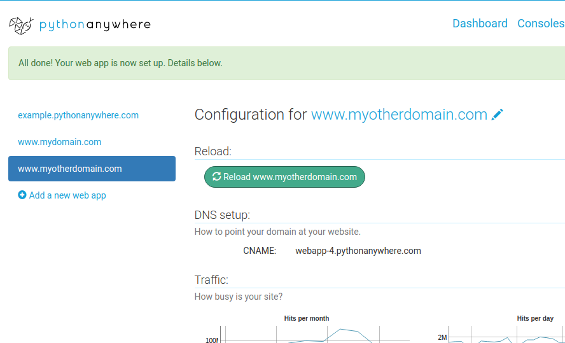 pythonanywhere
Dashboard Consoles
All done! Your web app is now set up. Details below.
example.pythonanywhere.com
www.mydomain.com
www.myotherdomain.com
Add a new web app
Configuration for www.myotherdomain.com
Reload:
Reload www.myotherdomain.com
DNS setup:
How to point your domain at your website.
CNAME: webapp-4.pythonanywhere.com
Traffic:
How busy is your site?
Hits per month
Hits per day
100M
2M